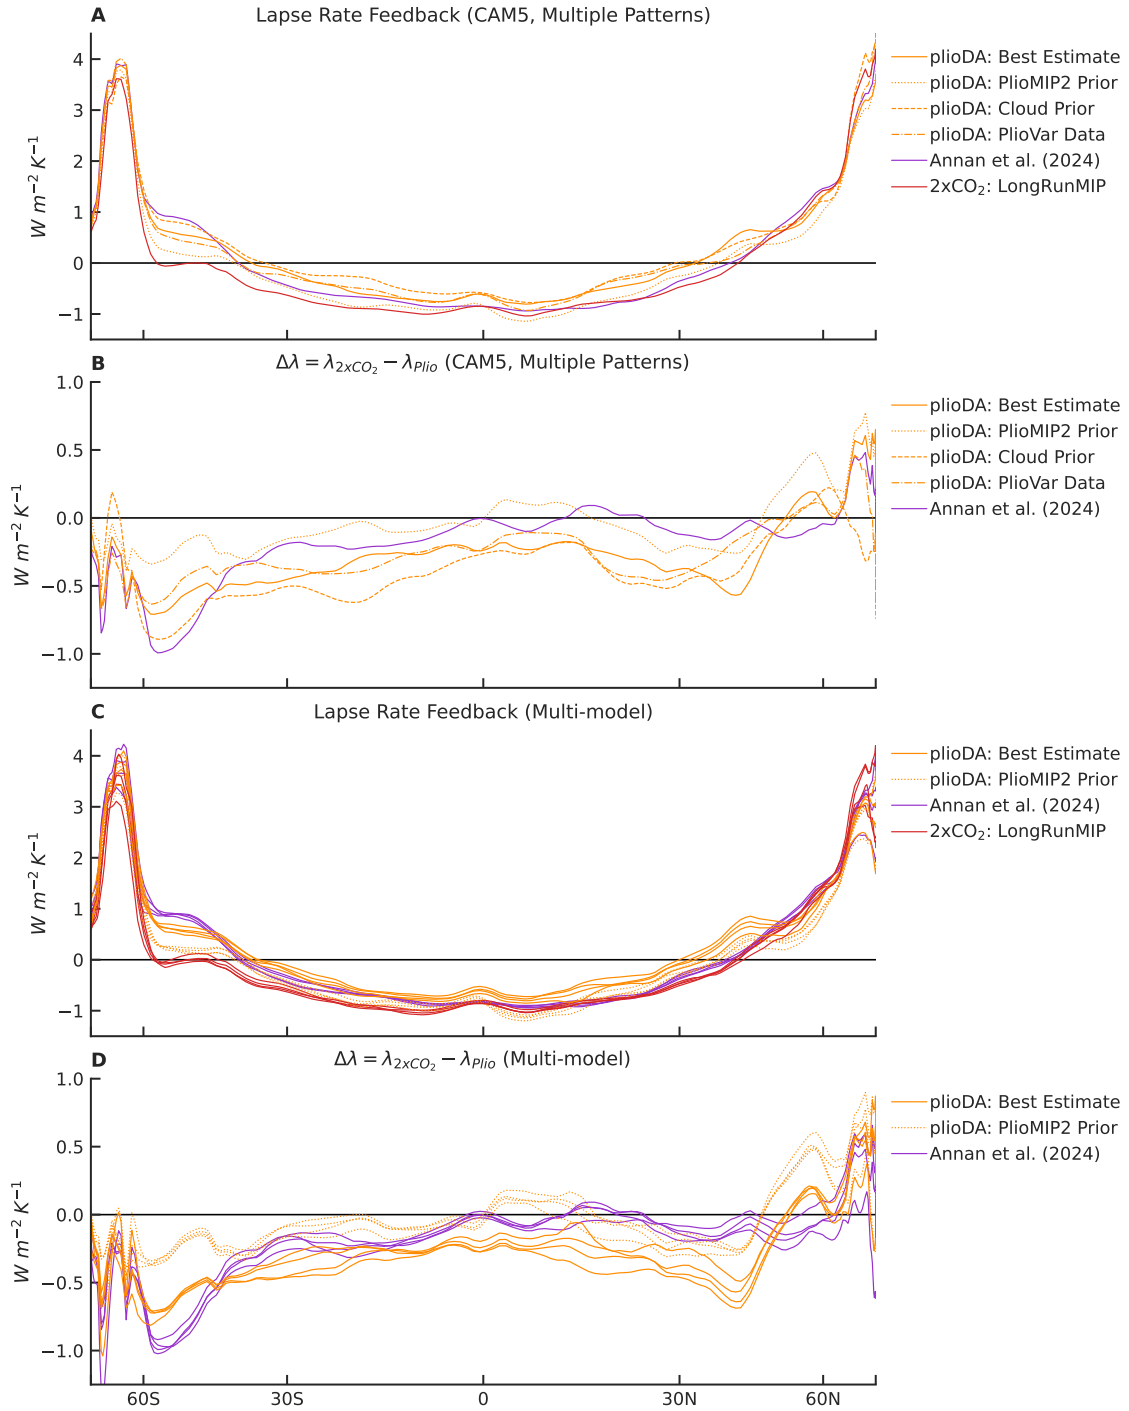 A
Lapse Rate Feedback (CAM5, Multiple Patterns)
4
3
2
1
0
−1
W m⁻² K⁻¹
plioDA: Best Estimate
plioDA: PlioMIP2 Prior
plioDA: Cloud Prior
plioDA: PlioVar Data
Annan et al. (2024)
2xCO₂: LongRunMIP
B
Δλ = λ₂ₓCO₂ − λPlio (CAM5, Multiple Patterns)
1.0
0.5
0.0
−0.5
−1.0
W m⁻² K⁻¹
plioDA: Best Estimate
plioDA: PlioMIP2 Prior
plioDA: Cloud Prior
plioDA: PlioVar Data
Annan et al. (2024)
C
Lapse Rate Feedback (Multi-model)
4
3
2
1
0
−1
W m⁻² K⁻¹
plioDA: Best Estimate
plioDA: PlioMIP2 Prior
Annan et al. (2024)
2xCO₂: LongRunMIP
D
Δλ = λ₂ₓCO₂ − λPlio (Multi-model)
1.0
0.5
0.0
−0.5
−1.0
W m⁻² K⁻¹
plioDA: Best Estimate
plioDA: PlioMIP2 Prior
Annan et al. (2024)
60S 30S 0 30N 60N